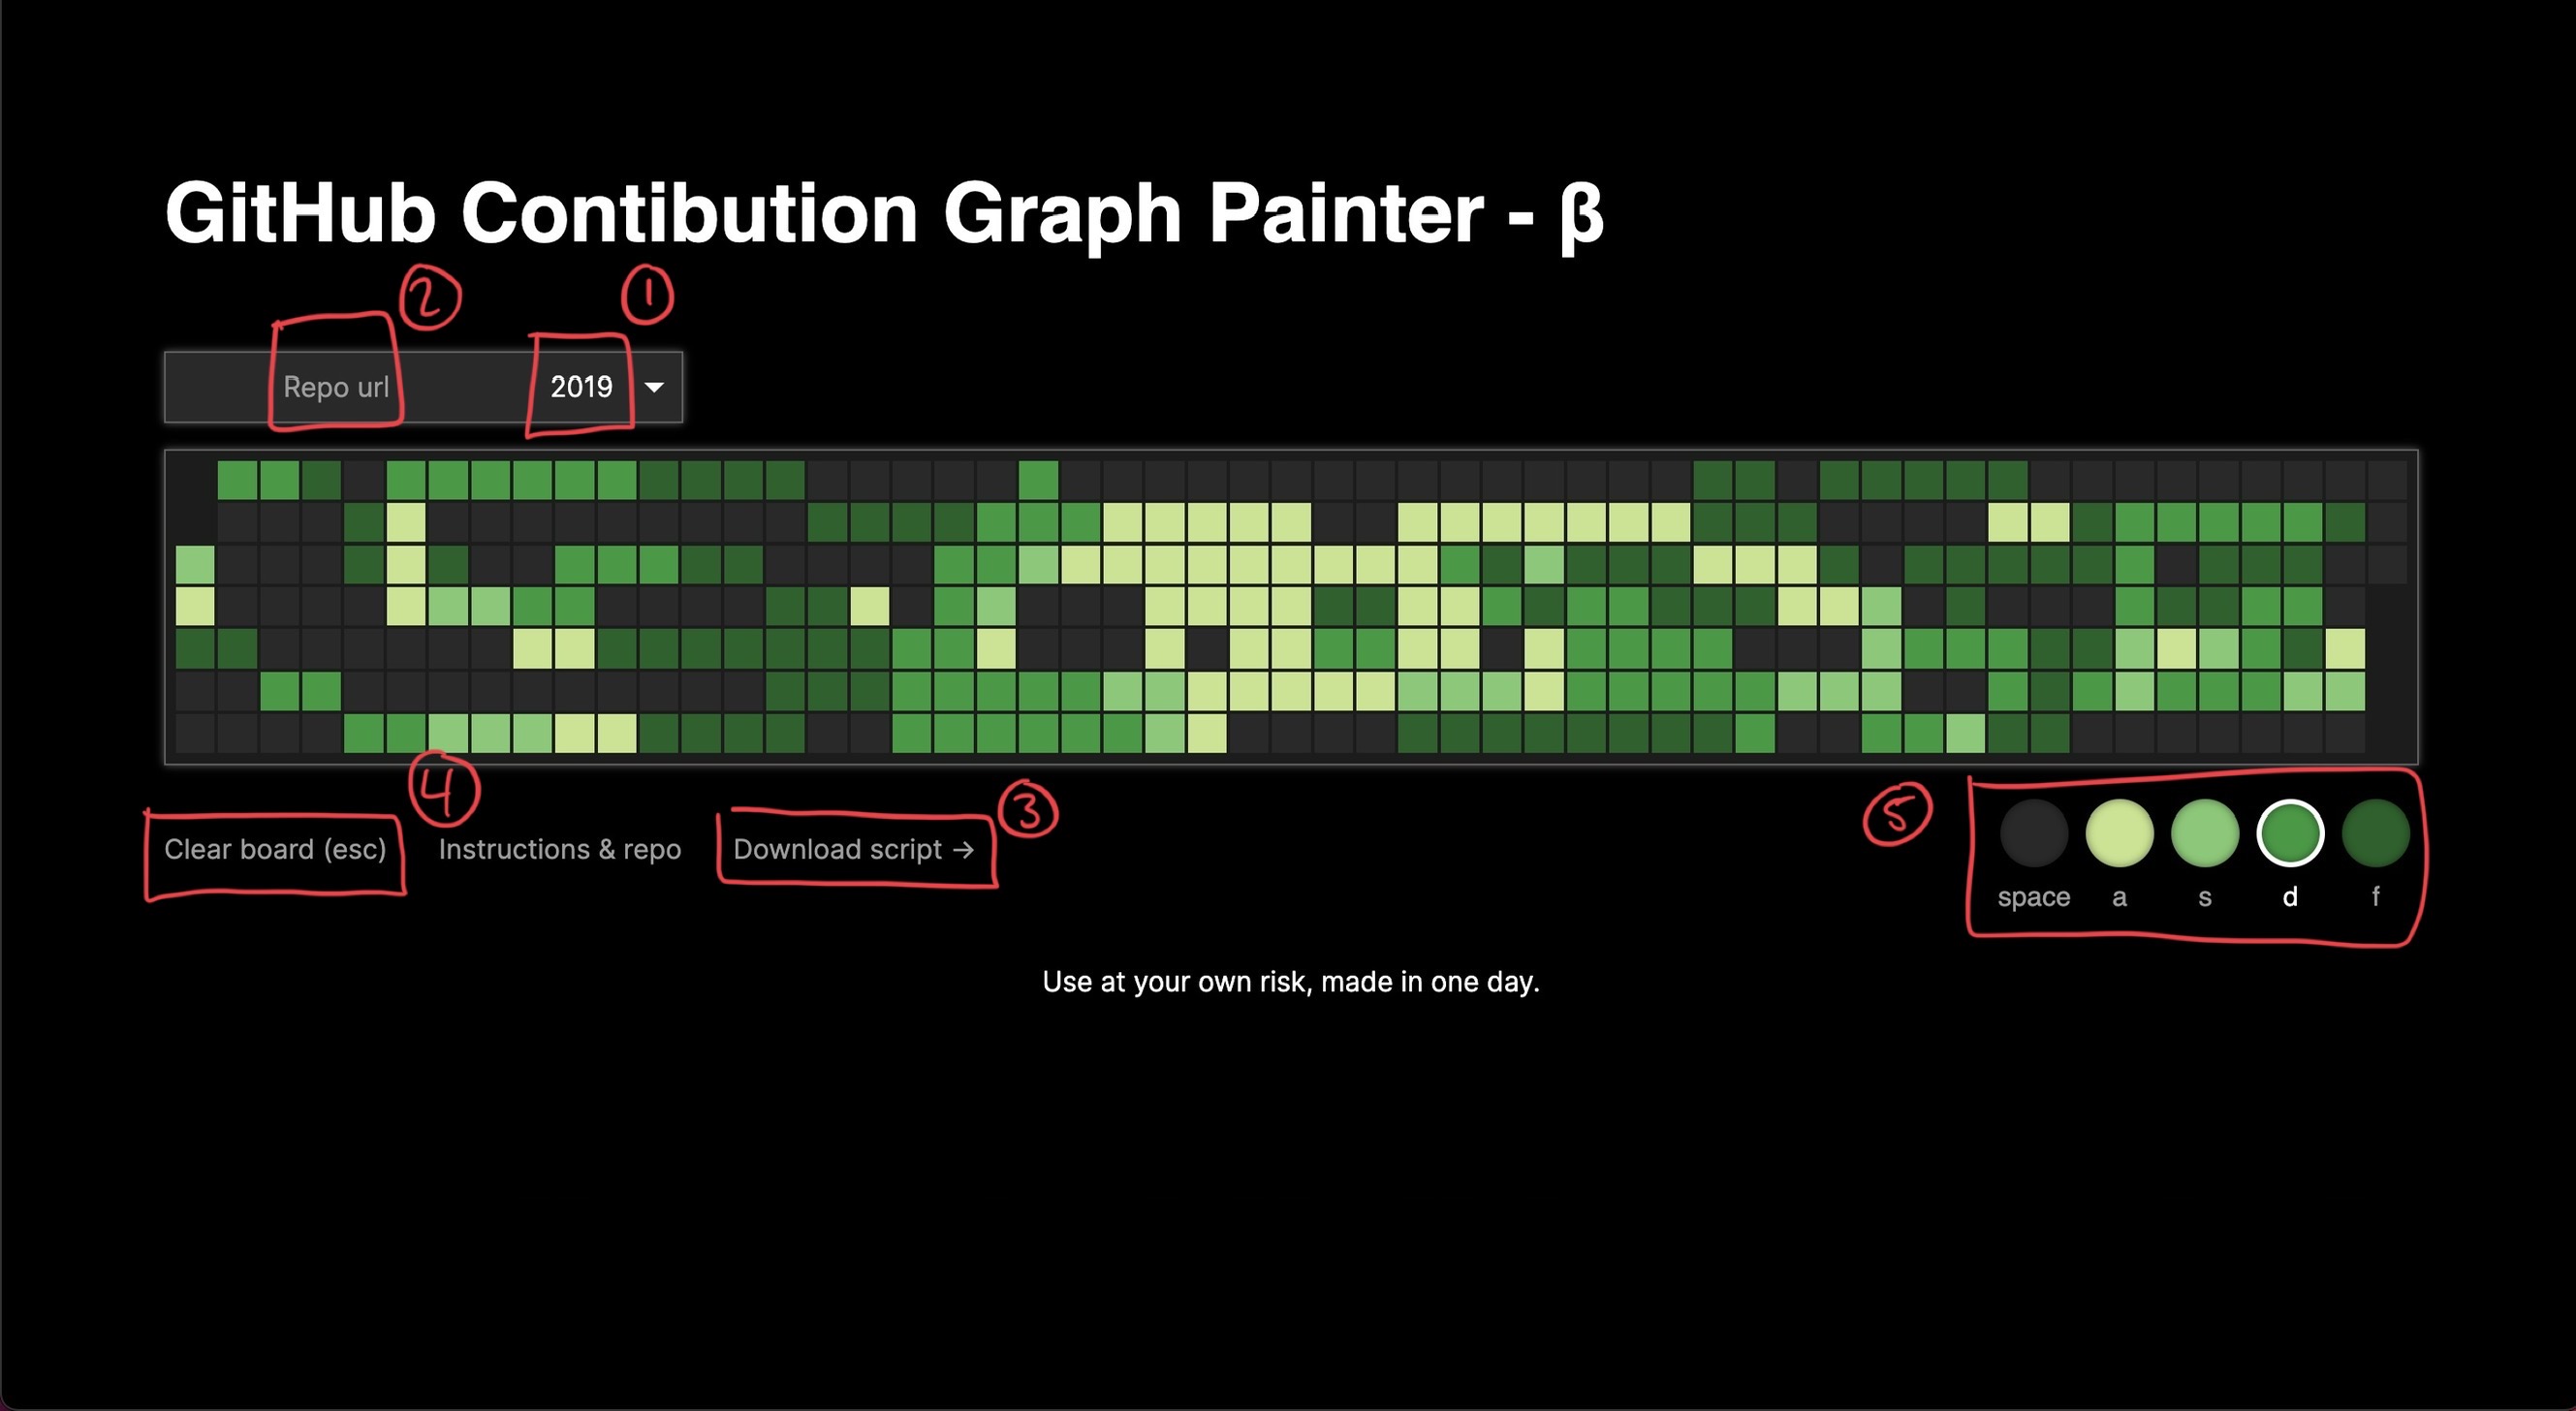 GitHub Contibution Graph Painter - β
2 1
Repo url 2019
4 3 5
Clear board (esc) Instructions & repo Download script →
space a s d f
Use at your own risk, made in one day.